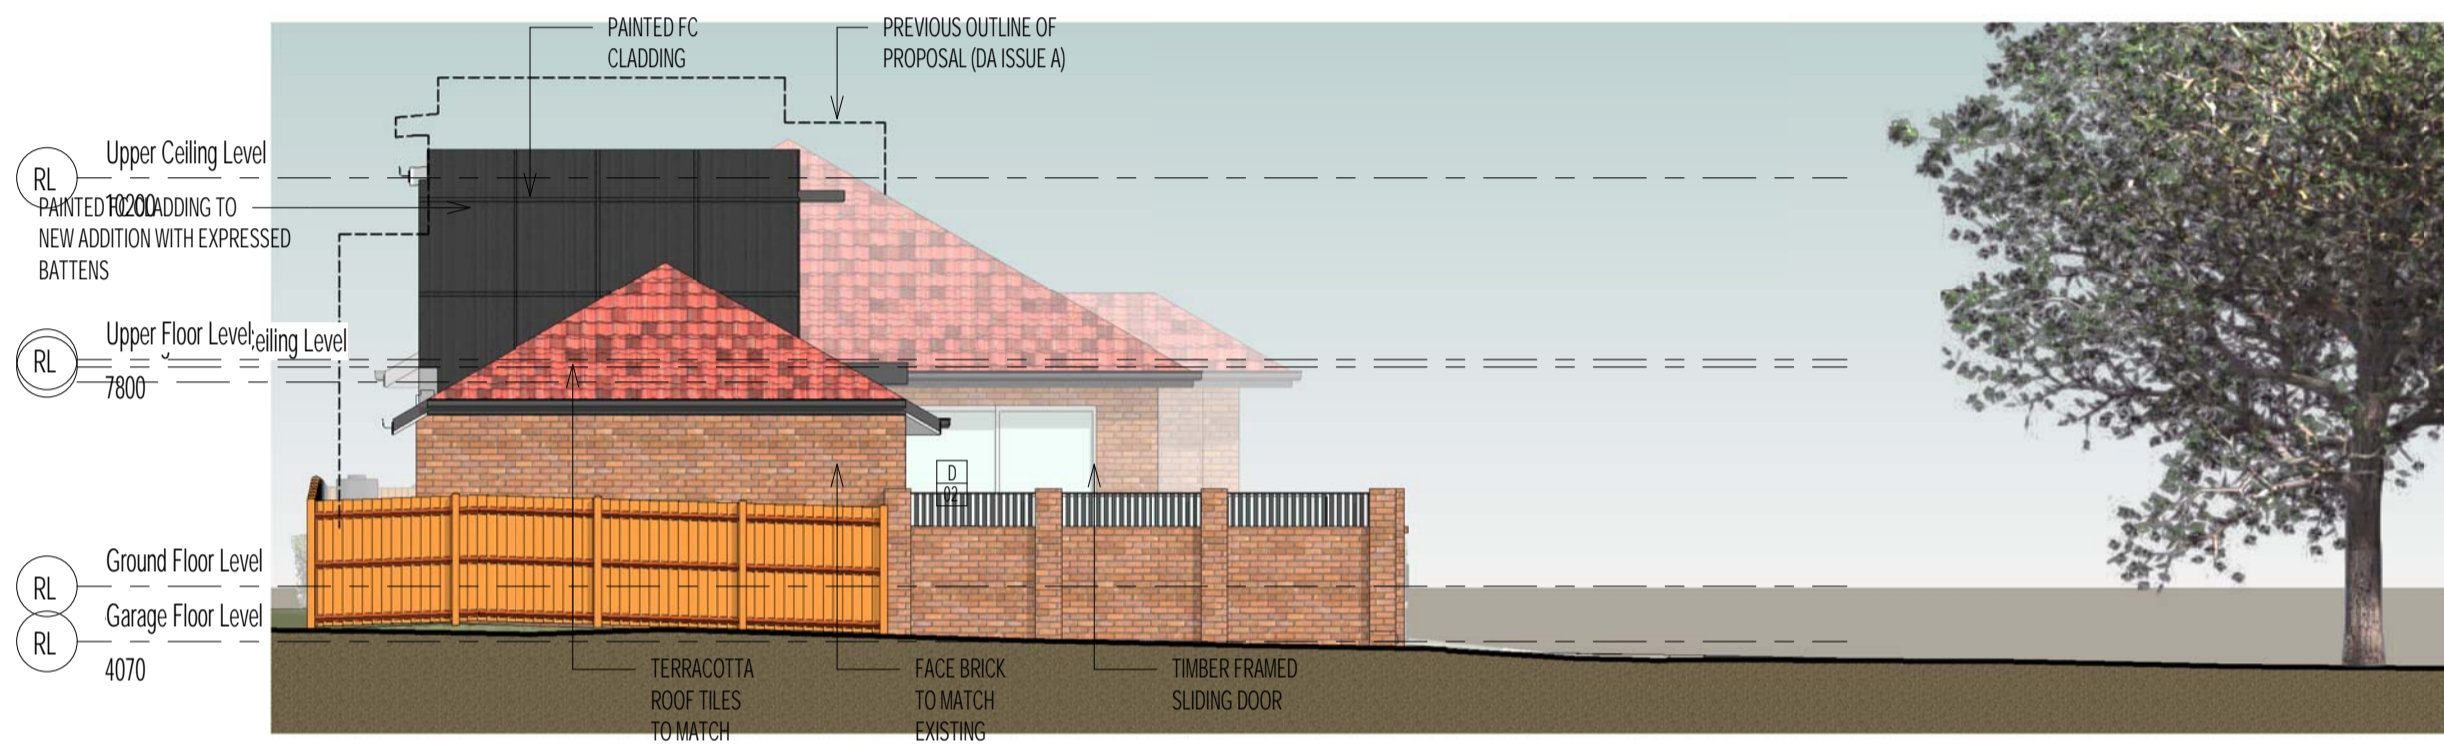 PAINTED FC
CLADDING
PREVIOUS OUTLINE OF
PROPOSAL (DA ISSUE A)
RL
Upper Ceiling Level
10200
PAINTED FC CLADDING TO
NEW ADDITION WITH EXPRESSED
BATTENS
RL
Upper Floor Level
Ceiling Level
7800
D
02
RL
Ground Floor Level
RL
Garage Floor Level
4070
TERRACOTTA
ROOF TILES
TO MATCH
FACE BRICK
TO MATCH
EXISTING
TIMBER FRAMED
SLIDING DOOR